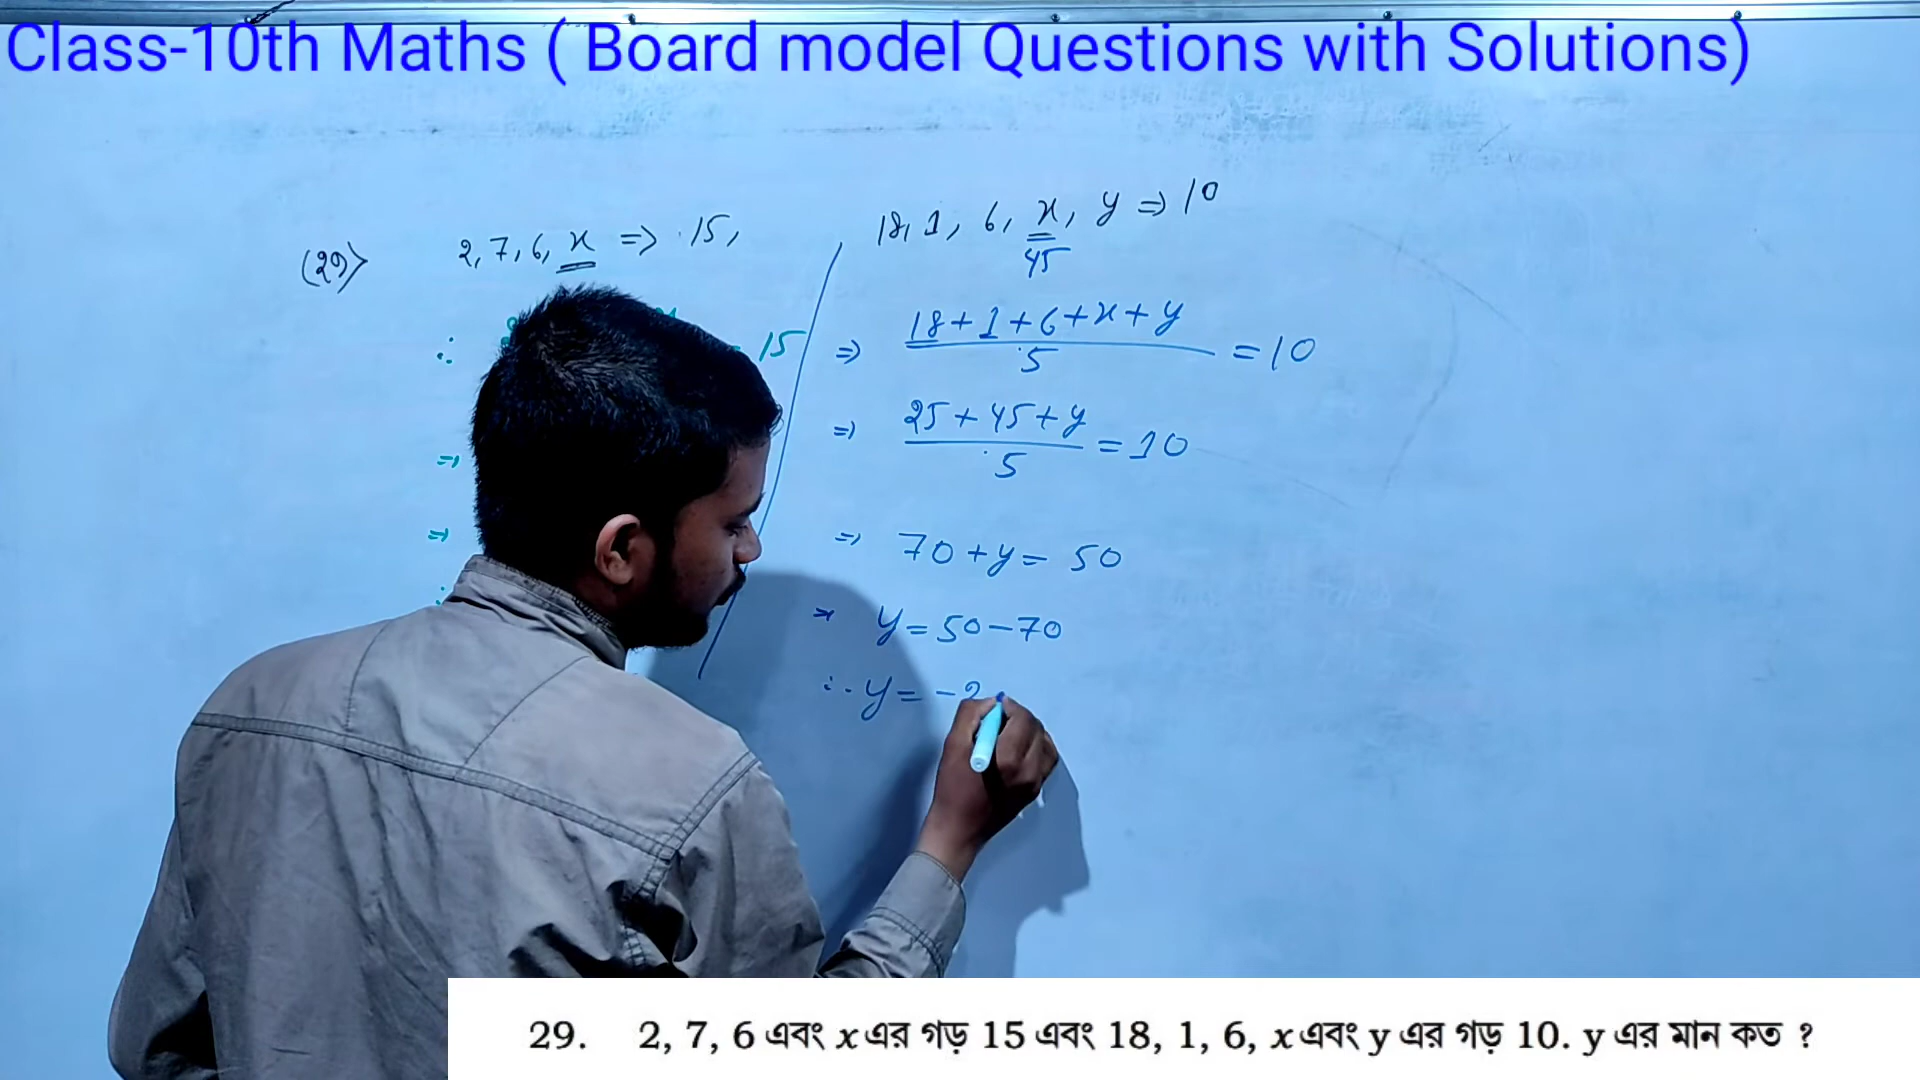 Class-10th Maths ( Board model Questions with Solutions)
(29) 2, 7, 6, x => 15,
∴ = 15
=>
=>
18, 1, 6, x, y => 10
45
=> 18+1+6+x+y / 5 = 10
=> 25+45+y / 5 = 10
=> 70+y = 50
=> y = 50-70
∴ y = -2
29. 2, 7, 6 এবং x এর গড় 15 এবং 18, 1, 6, x এবং y এর গড় 10. y এর মান কত ?